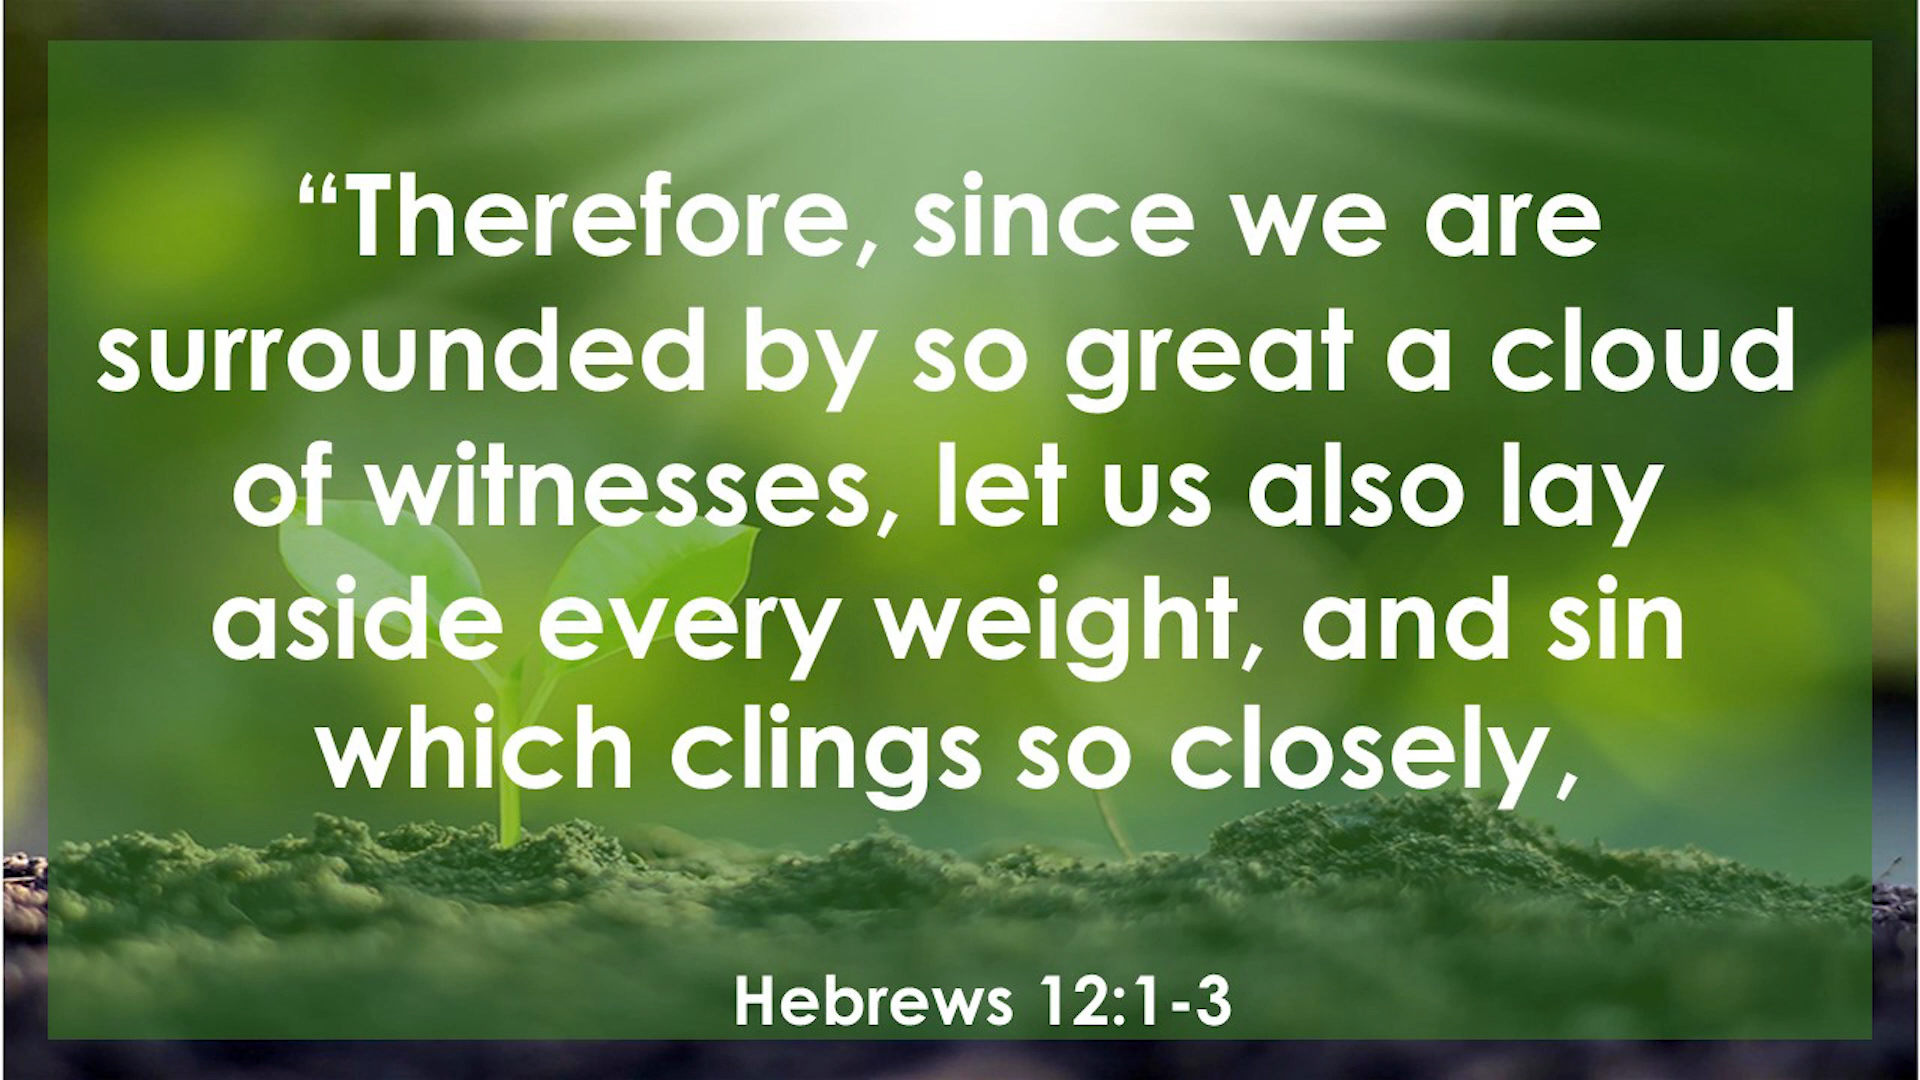 “Therefore, since we are
surrounded by so great a cloud
of witnesses, let us also lay
aside every weight, and sin
which clings so closely,
Hebrews 12:1-3